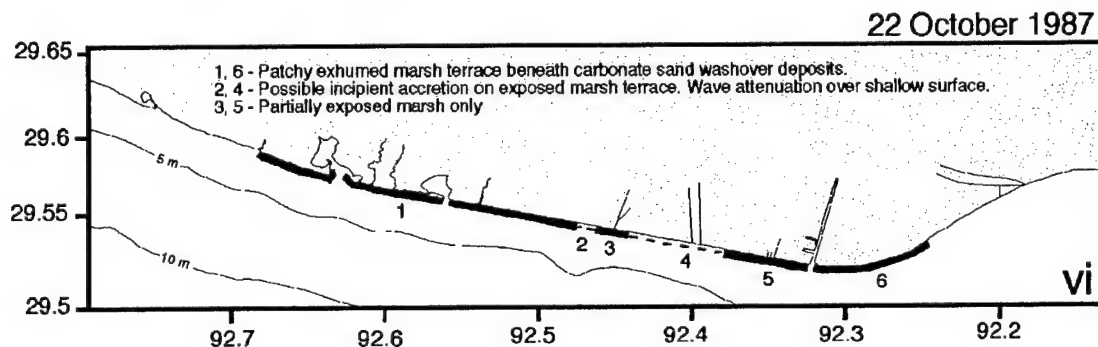 22 October 1987
29.65
1, 6 - Patchy exhumed marsh terrace beneath carbonate sand washover deposits.
2, 4 - Possible incipient accretion on exposed marsh terrace. Wave attenuation over shallow surface.
3, 5 - Partially exposed marsh only
29.6
5 m
29.55
1
2
3
4
5
6
10 m
vi
29.5
92.7
92.6
92.5
92.4
92.3
92.2